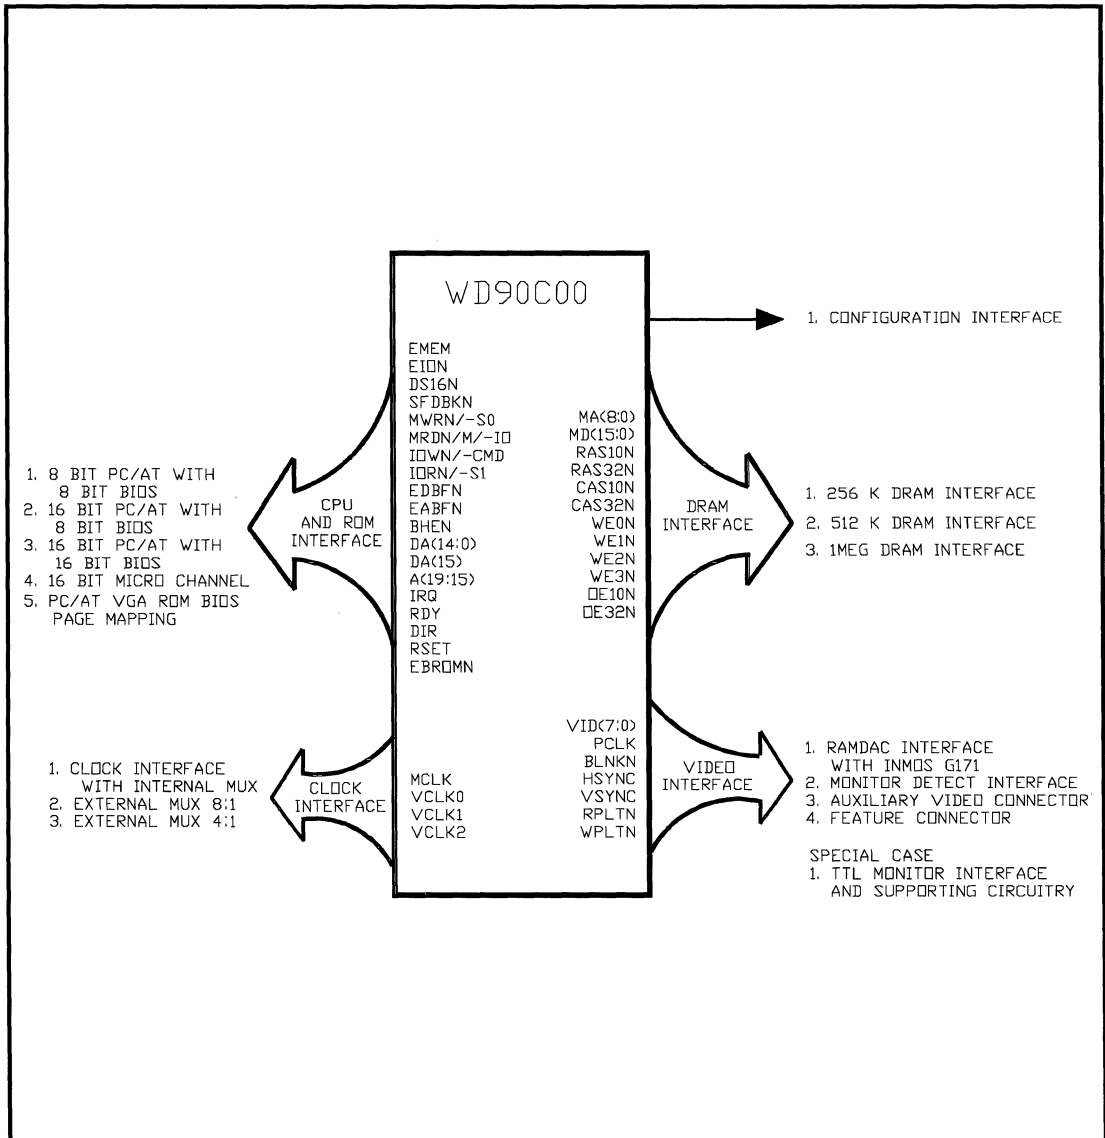 WD90C00
1. CONFIGURATION INTERFACE
EMEM
EION
DS16N
SFDBKN
MWRN/-S0
MRDN/M/-IO
IOWN/-CMD
IORN/-S1
EDBFN
EABFN
BHEN
DA(14:0)
DA(15)
A(19:15)
IRQ
RDY
DIR
RSET
EBROMN
MA(8:0)
MD(15:0)
RAS10N
RAS32N
CAS10N
CAS32N
WE0N
WE1N
WE2N
WE3N
OE10N
OE32N
1. 8 BIT PC/AT WITH
8 BIT BIOS
2. 16 BIT PC/AT WITH
8 BIT BIOS
3. 16 BIT PC/AT WITH
16 BIT BIOS
4. 16 BIT MICRO CHANNEL
5. PC/AT VGA ROM BIOS
PAGE MAPPING
CPU
AND ROM
INTERFACE
DRAM
INTERFACE
1. 256 K DRAM INTERFACE
2. 512 K DRAM INTERFACE
3. 1MEG DRAM INTERFACE
1. CLOCK INTERFACE
WITH INTERNAL MUX
2. EXTERNAL MUX 8:1
3. EXTERNAL MUX 4:1
CLOCK
INTERFACE
MCLK
VCLK0
VCLK1
VCLK2
VID(7:0)
PCLK
BLNKN
HSYNC
VSYNC
RPLTN
WPLTN
VIDEO
INTERFACE
1. RAMDAC INTERFACE
WITH INMOS G171
2. MONITOR DETECT INTERFACE
3. AUXILIARY VIDEO CONNECTOR
4. FEATURE CONNECTOR
SPECIAL CASE
1. TTL MONITOR INTERFACE
AND SUPPORTING CIRCUITRY